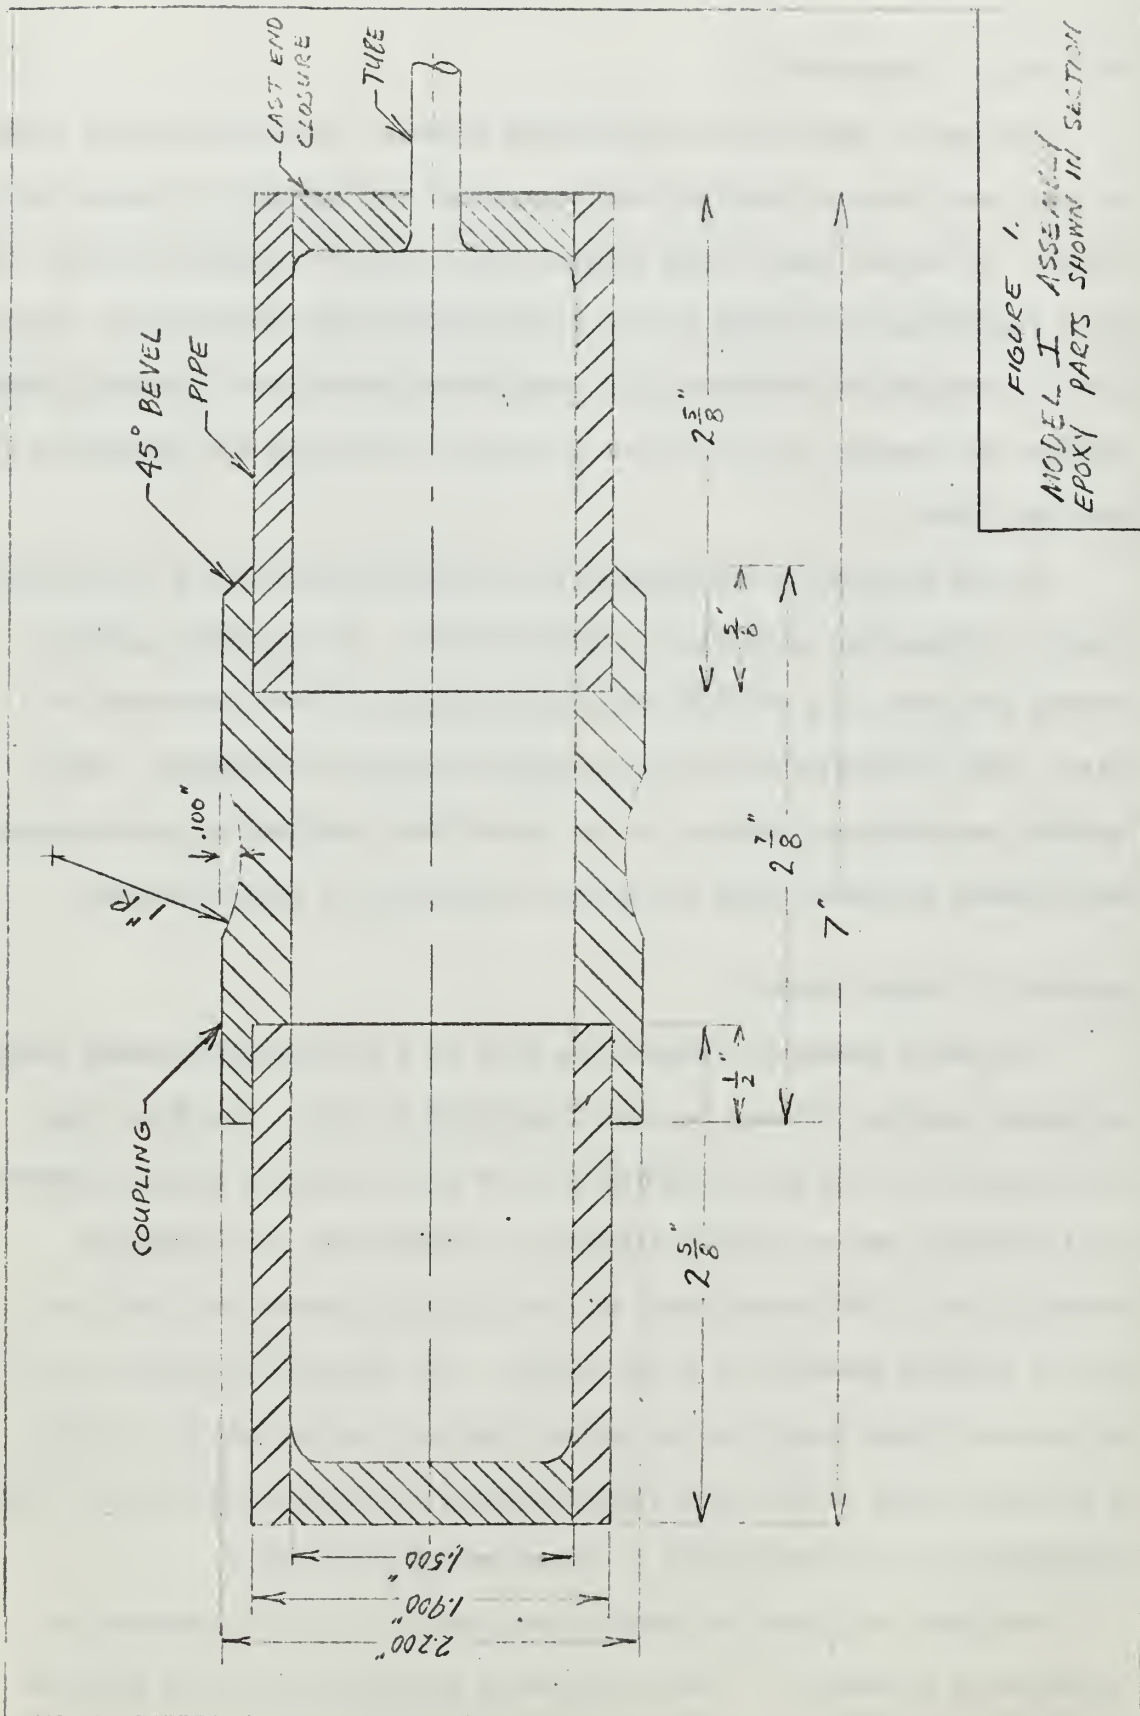 CAST END
CLOSURE
TUBE
45° BEVEL
PIPE
COUPLING
1"R
.100"
2 5/8"
5/8"
2 7/8"
7"
1/2"
2 5/8"
1.500"
1.900"
2.200"
FIGURE 1.
MODEL I ASSEMBLY
EPOXY PARTS SHOWN IN SECTION